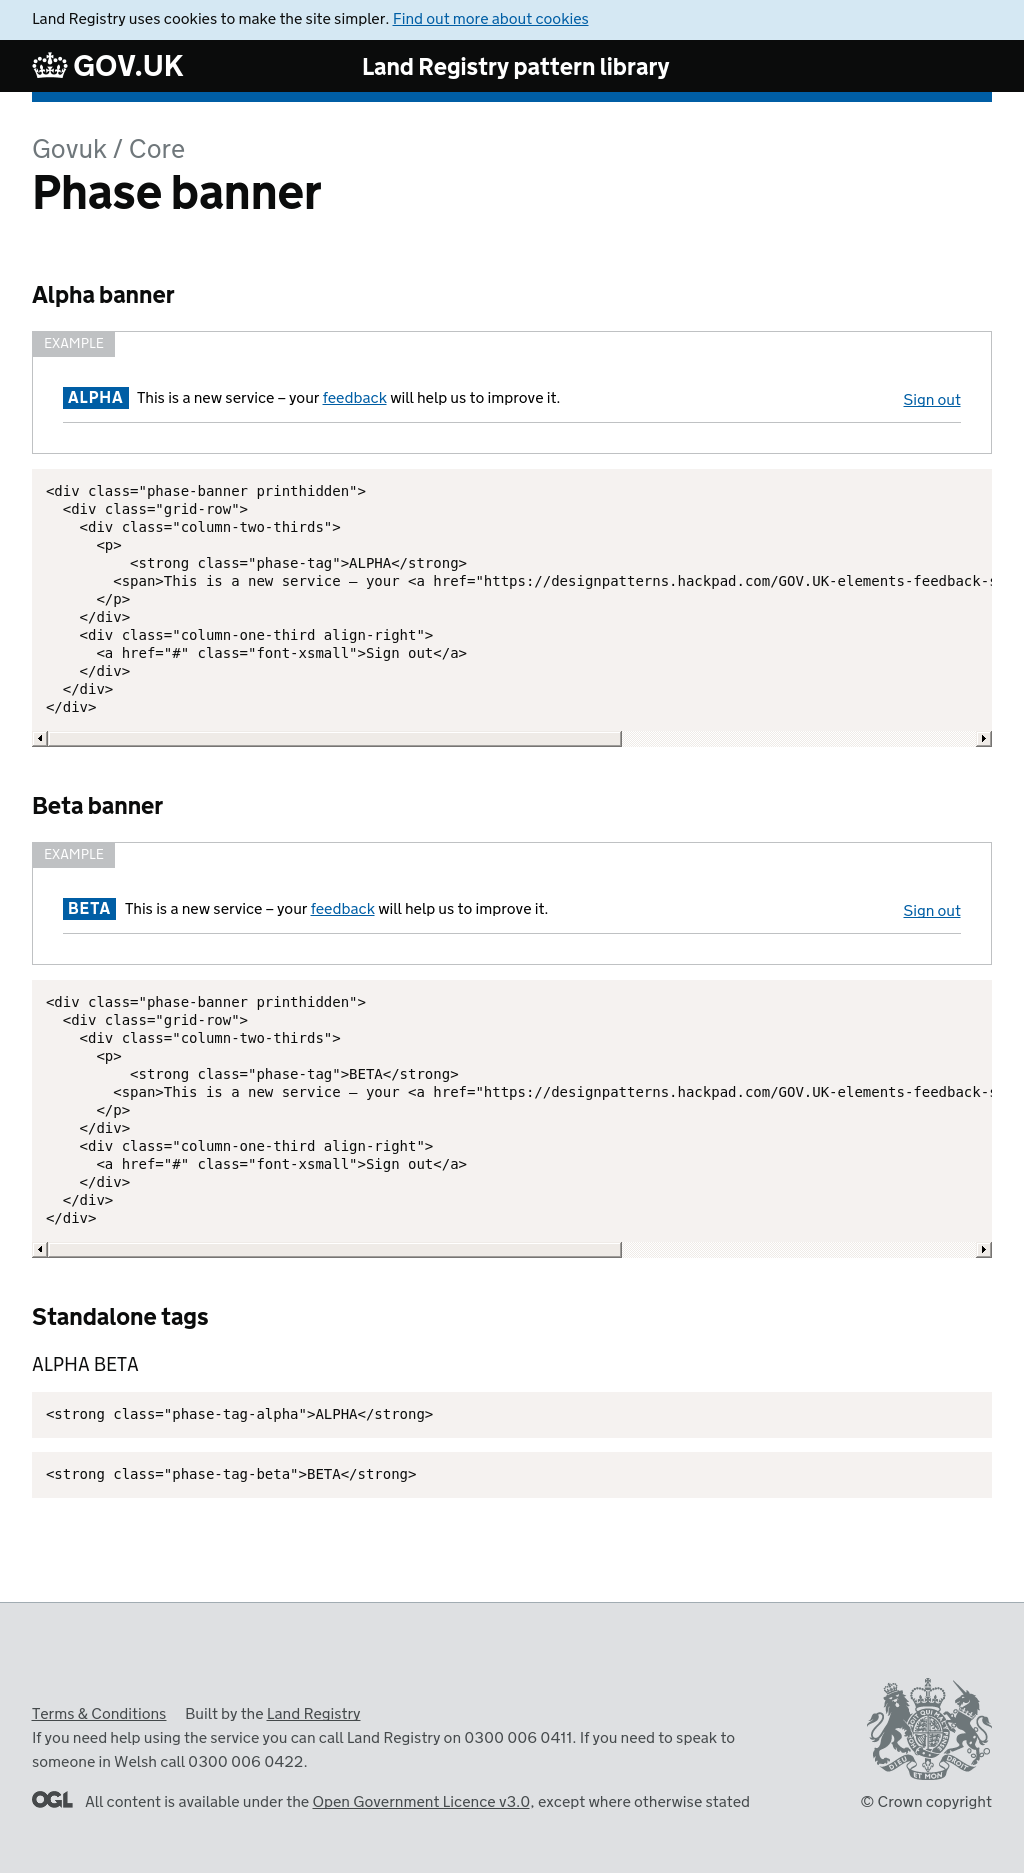 Land Registry uses cookies to make the site simpler. Find out more about cookies
GOV.UK
Land Registry pattern library
Govuk / Core
Phase banner
Alpha banner
EXAMPLE
ALPHA This is a new service – your feedback will help us to improve it.
Sign out
<div class="phase-banner printhidden">
  <div class="grid-row">
    <div class="column-two-thirds">
      <p>
          <strong class="phase-tag">ALPHA</strong>
        <span>This is a new service – your <a href="https://designpatterns.hackpad.com/GOV.UK-elements-feedback-s
      </p>
    </div>
    <div class="column-one-third align-right">
      <a href="#" class="font-xsmall">Sign out</a>
    </div>
  </div>
</div>
Beta banner
EXAMPLE
BETA This is a new service – your feedback will help us to improve it.
Sign out
<div class="phase-banner printhidden">
  <div class="grid-row">
    <div class="column-two-thirds">
      <p>
          <strong class="phase-tag">BETA</strong>
        <span>This is a new service – your <a href="https://designpatterns.hackpad.com/GOV.UK-elements-feedback-s
      </p>
    </div>
    <div class="column-one-third align-right">
      <a href="#" class="font-xsmall">Sign out</a>
    </div>
  </div>
</div>
Standalone tags
ALPHA BETA
<strong class="phase-tag-alpha">ALPHA</strong>
<strong class="phase-tag-beta">BETA</strong>
Terms & Conditions Built by the Land Registry
If you need help using the service you can call Land Registry on 0300 006 0411. If you need to speak to
someone in Welsh call 0300 006 0422.
DIEU ET MON DROIT
OGL All content is available under the Open Government Licence v3.0, except where otherwise stated
© Crown copyright